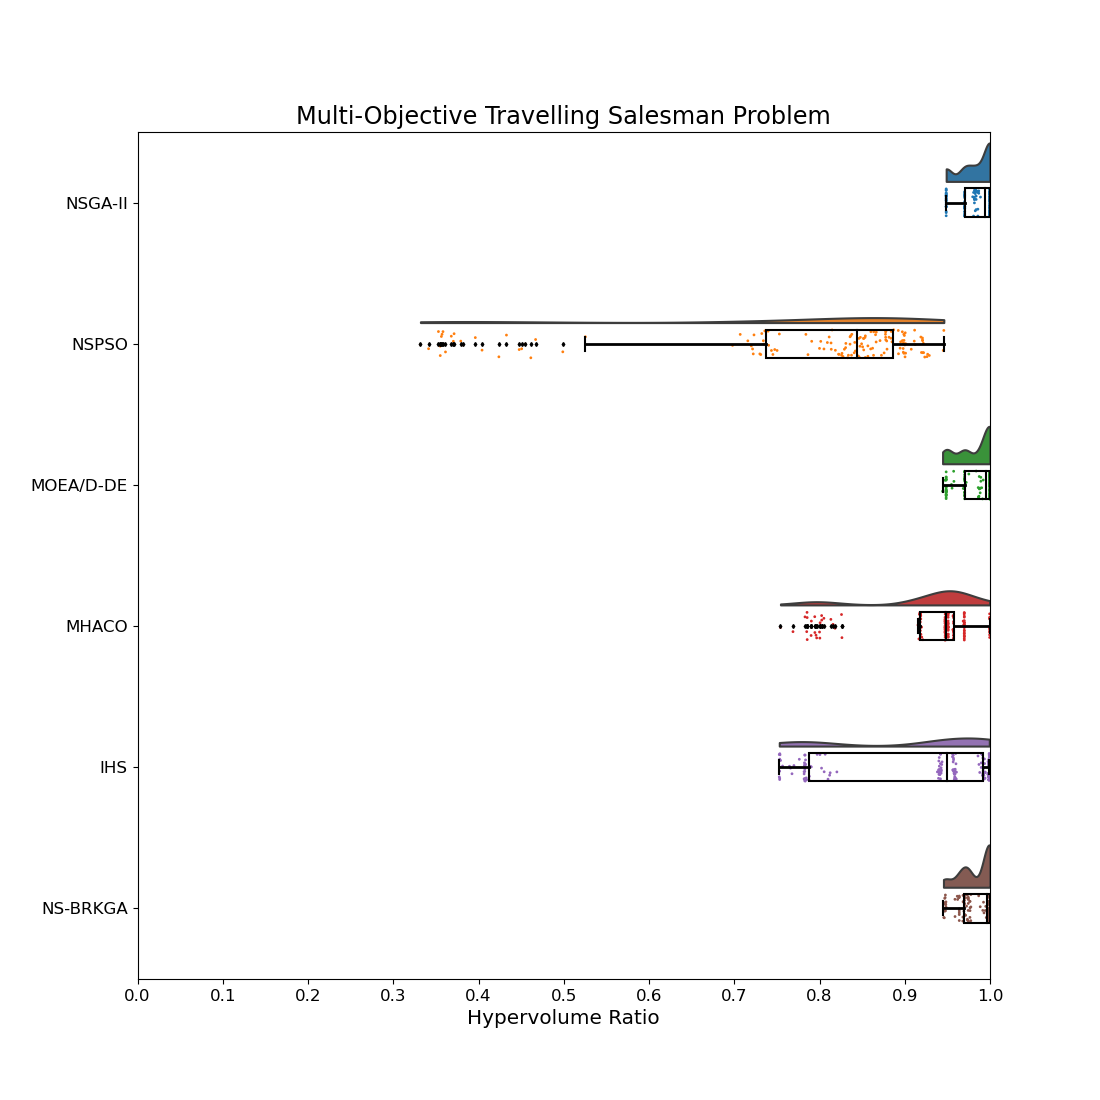 Multi-Objective Travelling Salesman Problem
NSGA-II
NSPSO
MOEA/D-DE
MHACO
IHS
NS-BRKGA
0.0 0.1 0.2 0.3 0.4 0.5 0.6 0.7 0.8 0.9 1.0
Hypervolume Ratio